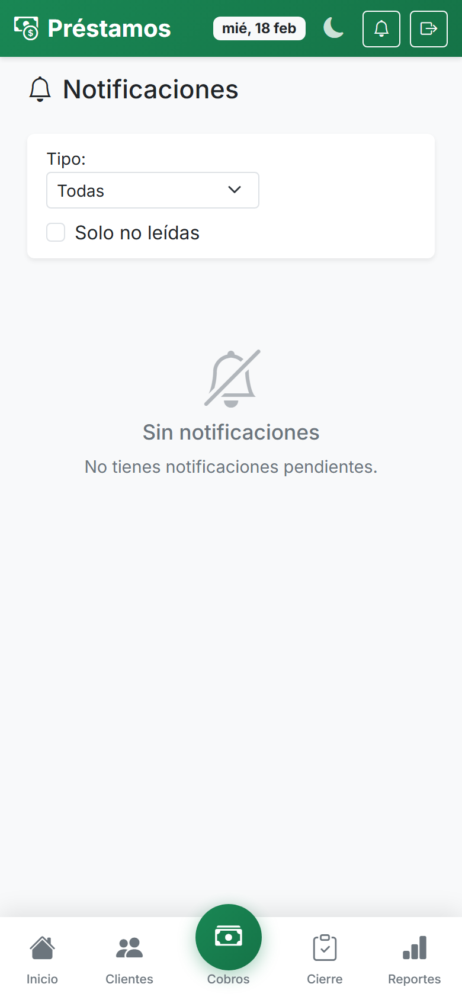 Préstamos
mié, 18 feb
Notificaciones
Tipo:
Todas
Solo no leídas
Sin notificaciones
No tienes notificaciones pendientes.
Inicio
Clientes
Cobros
Cierre
Reportes